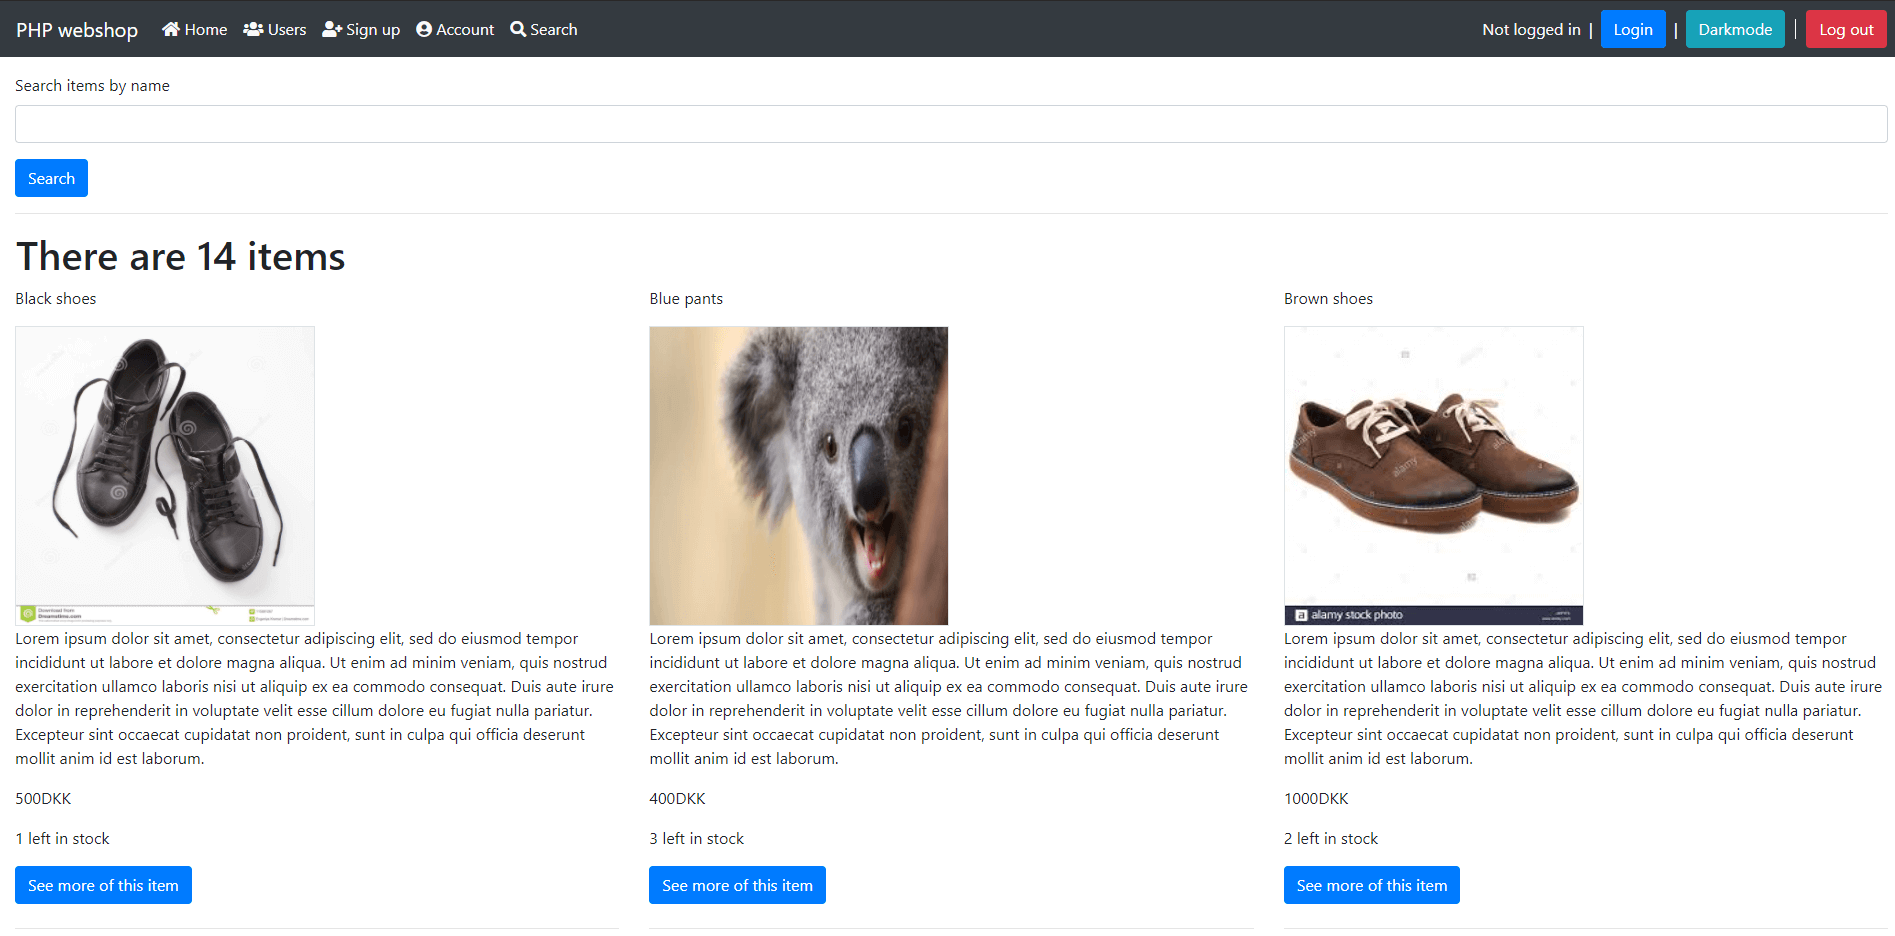 PHP webshop Home Users Sign up Account Search Not logged in | Login | Darkmode | Log out
Search items by name
Search
There are 14 items
Black shoes
Download from
Dreamstime.com
Lorem ipsum dolor sit amet, consectetur adipiscing elit, sed do eiusmod tempor
incididunt ut labore et dolore magna aliqua. Ut enim ad minim veniam, quis nostrud
exercitation ullamco laboris nisi ut aliquip ex ea commodo consequat. Duis aute irure
dolor in reprehenderit in voluptate velit esse cillum dolore eu fugiat nulla pariatur.
Excepteur sint occaecat cupidatat non proident, sunt in culpa qui officia deserunt
mollit anim id est laborum.
500DKK
1 left in stock
See more of this item
Blue pants
Lorem ipsum dolor sit amet, consectetur adipiscing elit, sed do eiusmod tempor
incididunt ut labore et dolore magna aliqua. Ut enim ad minim veniam, quis nostrud
exercitation ullamco laboris nisi ut aliquip ex ea commodo consequat. Duis aute irure
dolor in reprehenderit in voluptate velit esse cillum dolore eu fugiat nulla pariatur.
Excepteur sint occaecat cupidatat non proident, sunt in culpa qui officia deserunt
mollit anim id est laborum.
400DKK
3 left in stock
See more of this item
Brown shoes
alamy
alamy
alamy
a alamy stock photo
Lorem ipsum dolor sit amet, consectetur adipiscing elit, sed do eiusmod tempor
incididunt ut labore et dolore magna aliqua. Ut enim ad minim veniam, quis nostrud
exercitation ullamco laboris nisi ut aliquip ex ea commodo consequat. Duis aute irure
dolor in reprehenderit in voluptate velit esse cillum dolore eu fugiat nulla pariatur.
Excepteur sint occaecat cupidatat non proident, sunt in culpa qui officia deserunt
mollit anim id est laborum.
1000DKK
2 left in stock
See more of this item